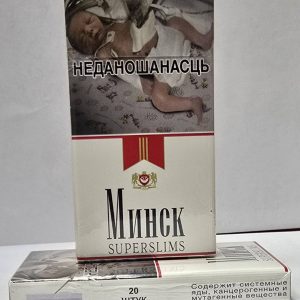 НЕДАНОШАНАСЦЬ
Минск
SUPERSLIMS
20
ШТУК
Содержит системные
яды, канцерогенные и
мутагенные вещества